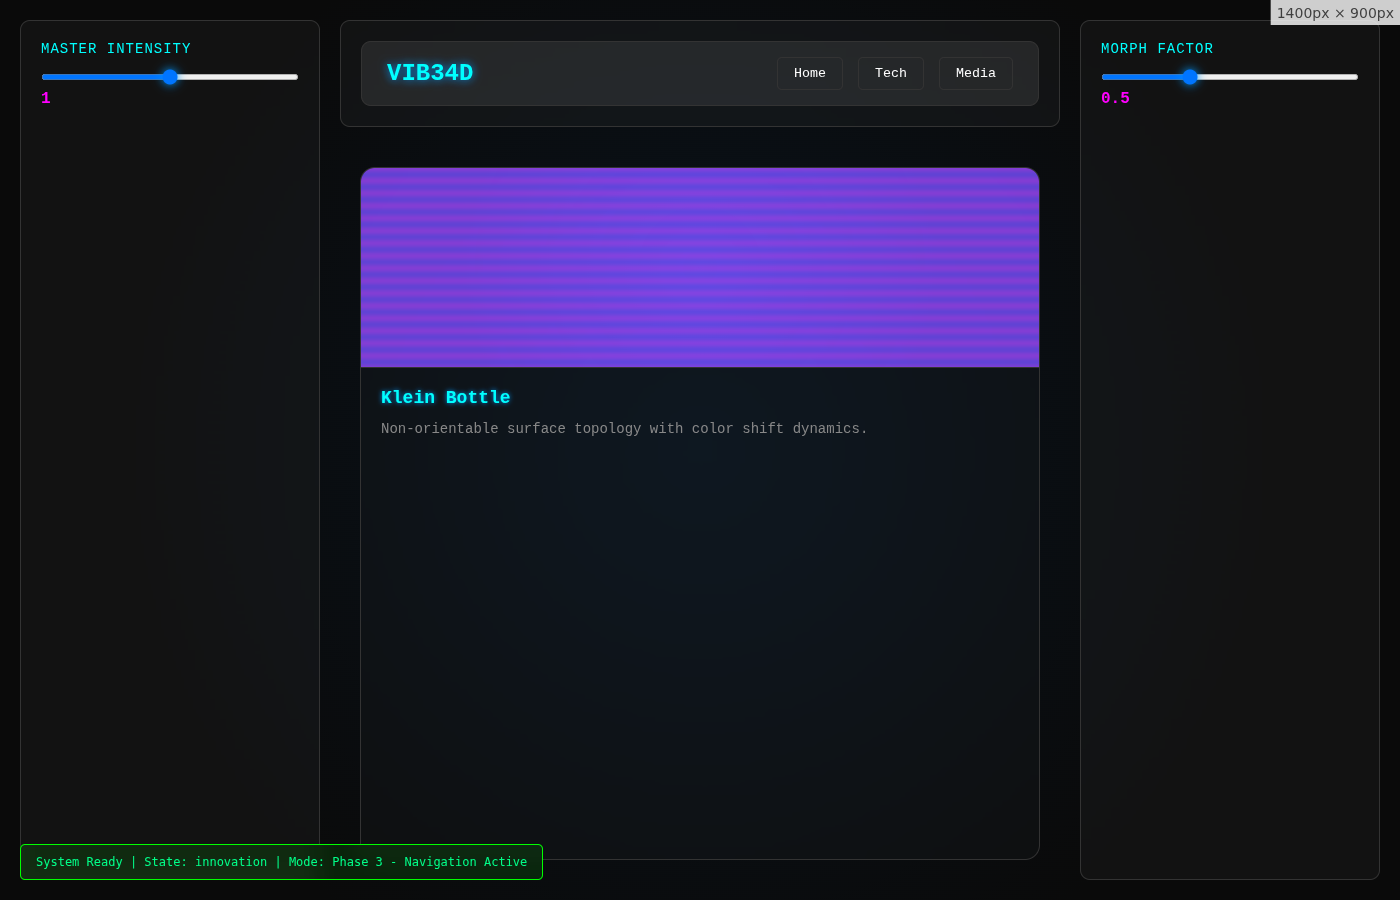 1400px × 900px
MASTER INTENSITY
1
VIB34D
Home
Tech
Media
MORPH FACTOR
0.5
Klein Bottle
Non-orientable surface topology with color shift dynamics.
System Ready | State: innovation | Mode: Phase 3 - Navigation Active